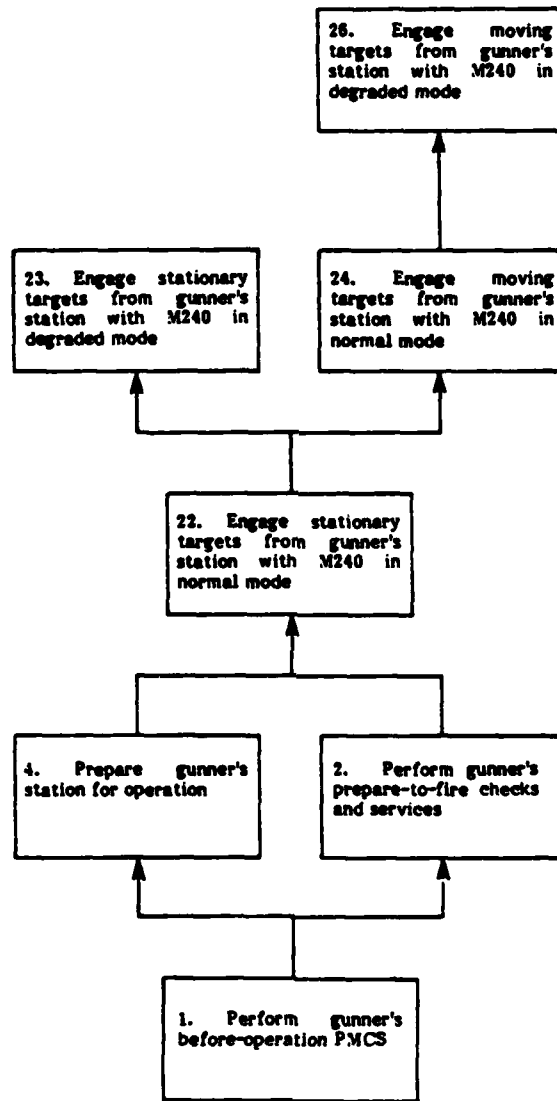 26. Engage moving
targets from gunner's
station with M240 in
degraded mode
23. Engage stationary
targets from gunner's
station with M240 in
degraded mode
24. Engage moving
targets from gunner's
station with M240 in
normal mode
22. Engage stationary
targets from gunner's
station with M240 in
normal mode
4. Prepare gunner's
station for operation
2. Perform gunner's
prepare-to-fire checks
and services
1. Perform gunner's
before-operation PMCS